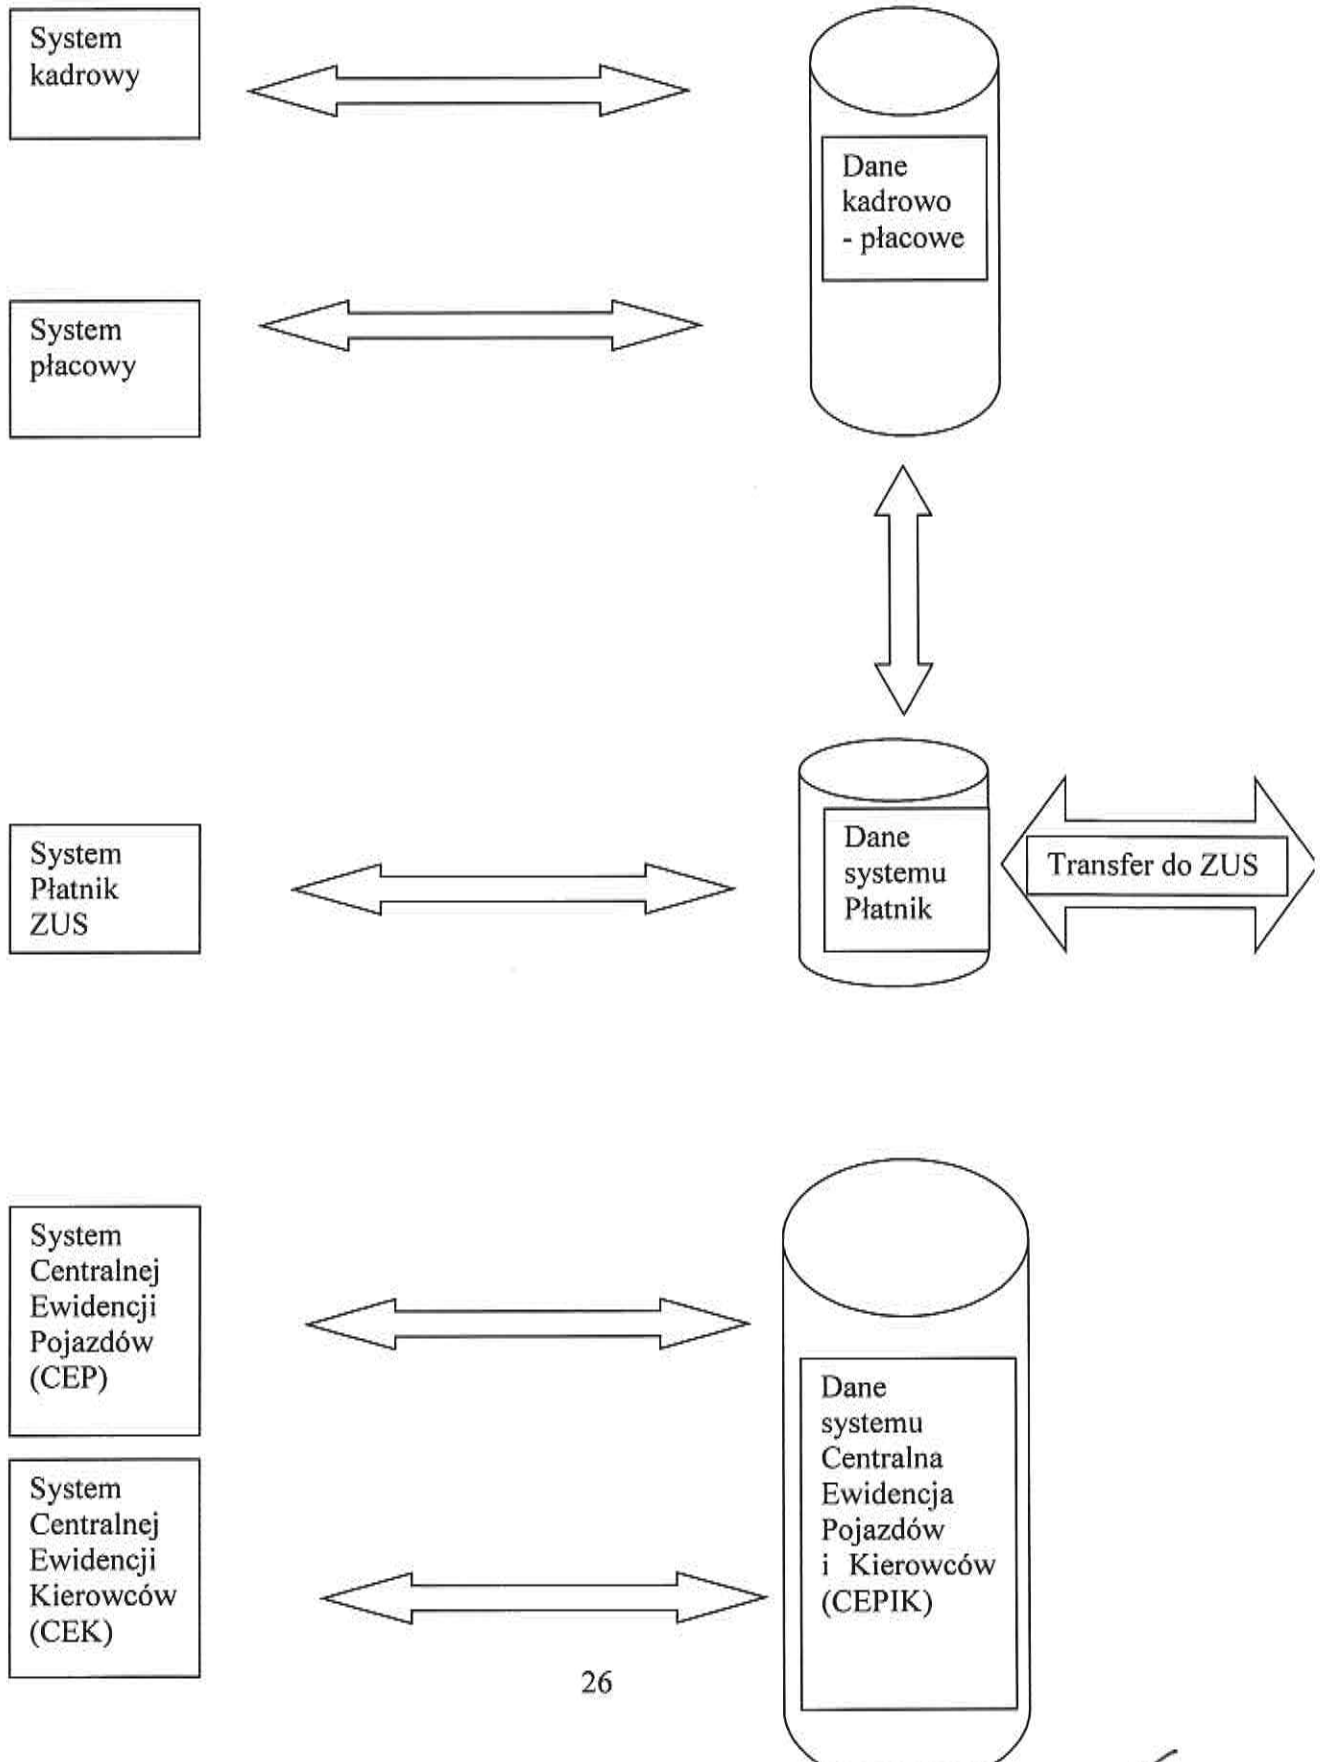 System
kadrowy
Dane
kadrowo
- płacowe
System
płacowy
System
Płatnik
ZUS
Dane
systemu
Płatnik
Transfer do ZUS
System
Centralnej
Ewidencji
Pojazdów
(CEP)
Dane
systemu
Centralna
Ewidencja
Pojazdów
i Kierowców
(CEPIK)
System
Centralnej
Ewidencji
Kierowców
(CEK)
26